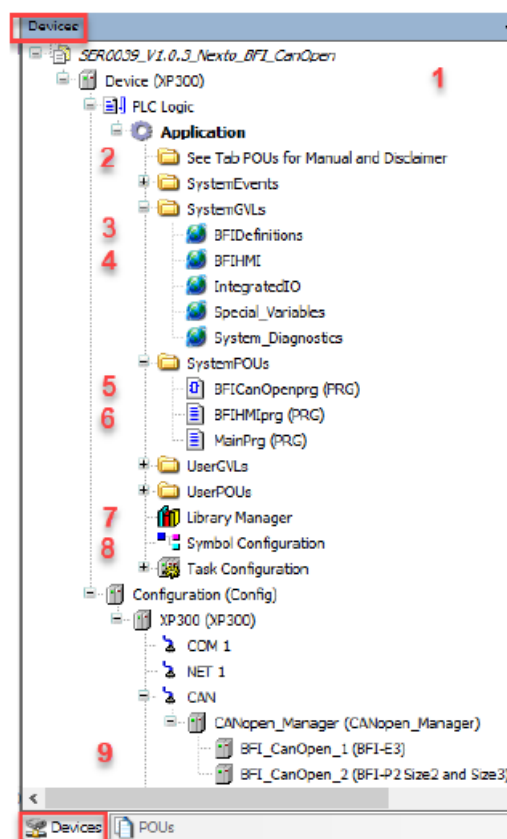 Devices
SER0039_V1.0.3_Nexto_BFI_CanOpen
1
Device (XP300)
PLC Logic
Application
2 See Tab POUs for Manual and Disclaimer
SystemEvents
SystemGVLs
3 BFIDefinitions
4 BFIHMI
IntegratedIO
Special_Variables
System_Diagnostics
SystemPOUs
5 BFICanOpenprg (PRG)
6 BFIHMIprg (PRG)
MainPrg (PRG)
UserGVLs
UserPOUs
7 Library Manager
8 Symbol Configuration
Task Configuration
Configuration (Config)
XP300 (XP300)
COM 1
NET 1
CAN
CANopen_Manager (CANopen_Manager)
9 BFI_CanOpen_1 (BFI-E3)
BFI_CanOpen_2 (BFI-P2 Size2 and Size3)
Devices POUs